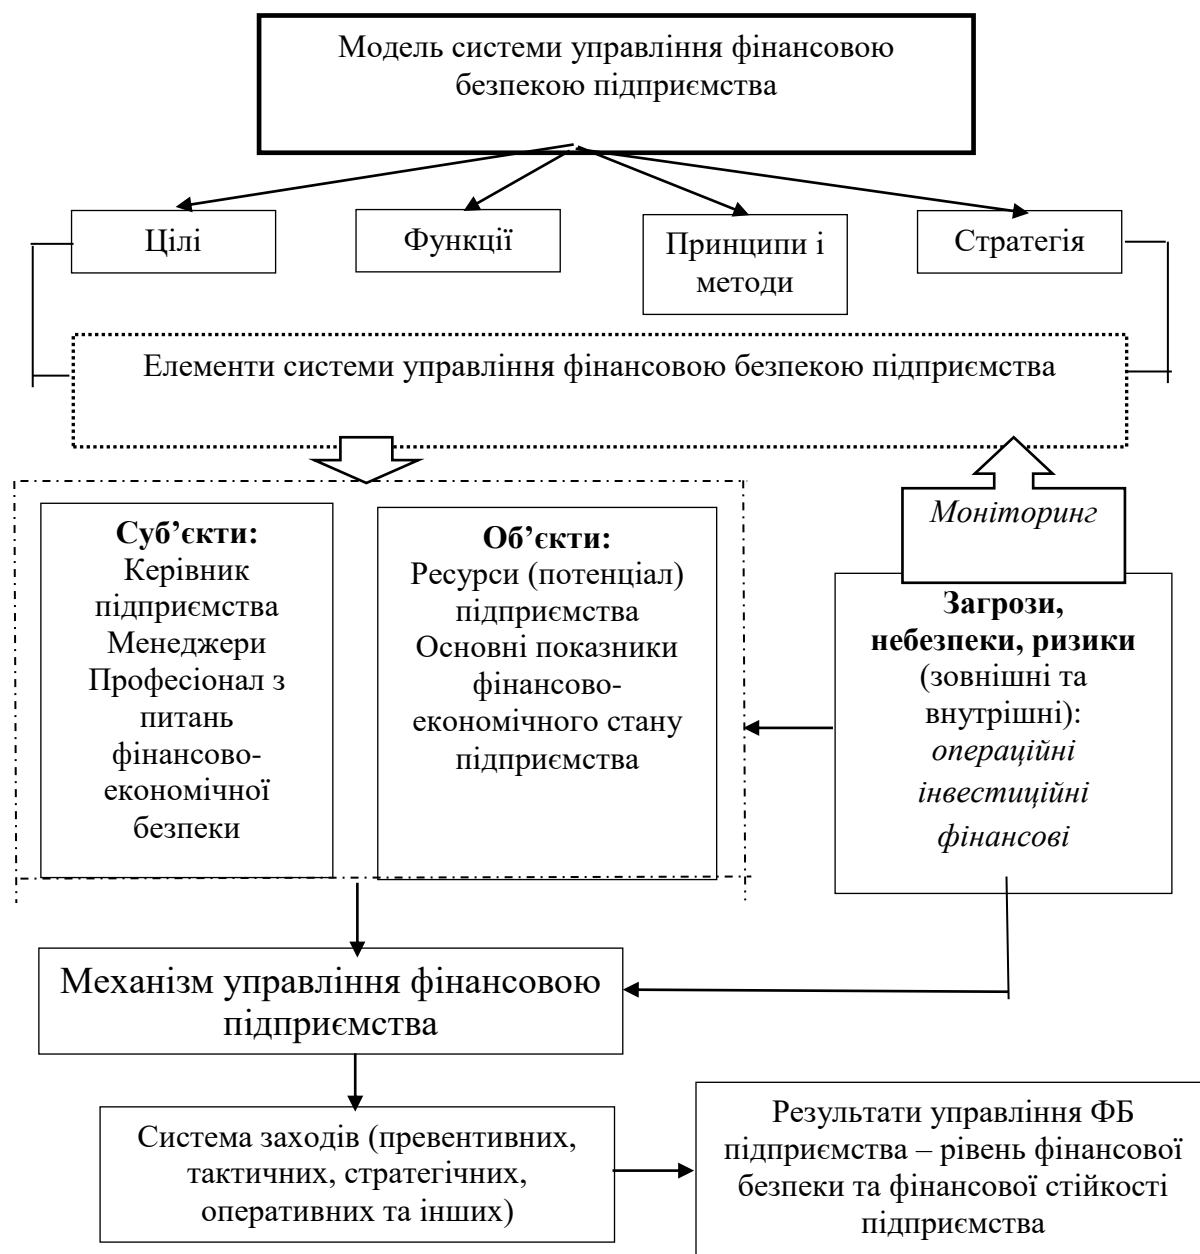 Модель системи управління фінансовою
безпекою підприємства
Цілі
Функції
Принципи і
методи
Стратегія
Елементи системи управління фінансовою безпекою підприємства
Суб’єкти:
Керівник
підприємства
Менеджери
Професіонал з
питань
фінансово-
економічної
безпеки
Об’єкти:
Ресурси (потенціал)
підприємства
Основні показники
фінансово-
економічного стану
підприємства
Моніторинг
Загрози,
небезпеки, ризики
(зовнішні та
внутрішні):
операційні
інвестиційні
фінансові
Механізм управління фінансовою
підприємства
Система заходів (превентивних,
тактичних, стратегічних,
оперативних та інших)
Результати управління ФБ
підприємства – рівень фінансової
безпеки та фінансової стійкості
підприємства